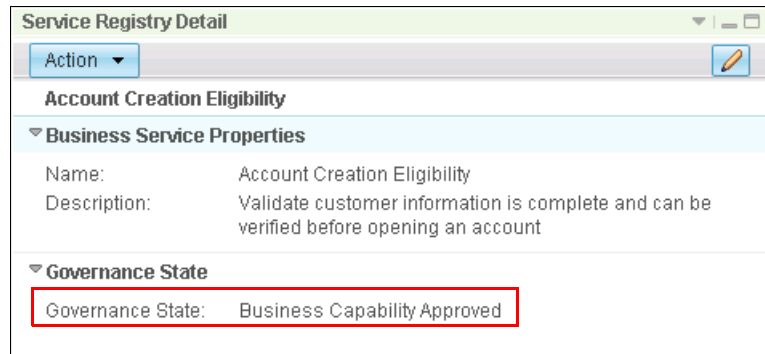 Service Registry Detail
Action
Account Creation Eligibility
Business Service Properties
Name: Account Creation Eligibility
Description: Validate customer information is complete and can be
verified before opening an account
Governance State
Governance State: Business Capability Approved